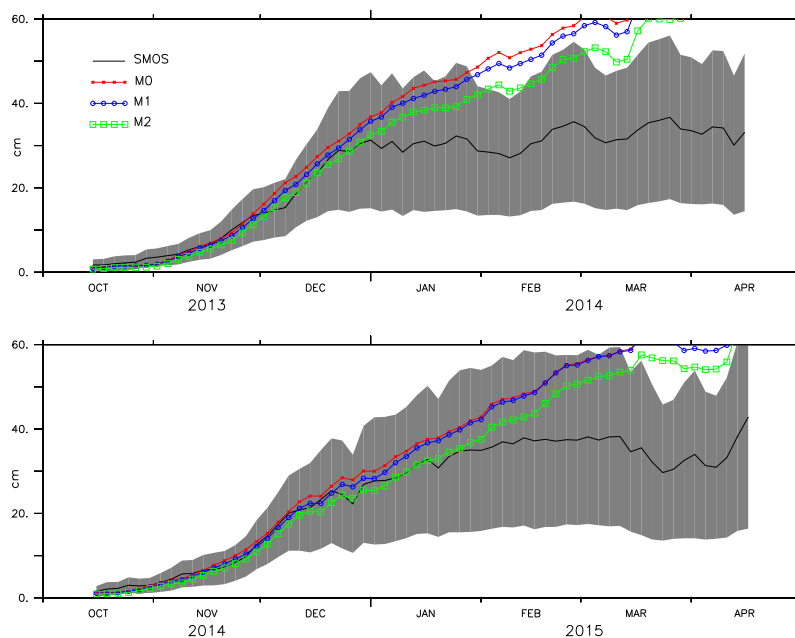 60.
SMOS
M0
M1
M2
40.
cm
20.
0.
OCT NOV DEC JAN FEB MAR APR
2013 2014
60.
40.
cm
20.
0.
OCT NOV DEC JAN FEB MAR APR
2014 2015